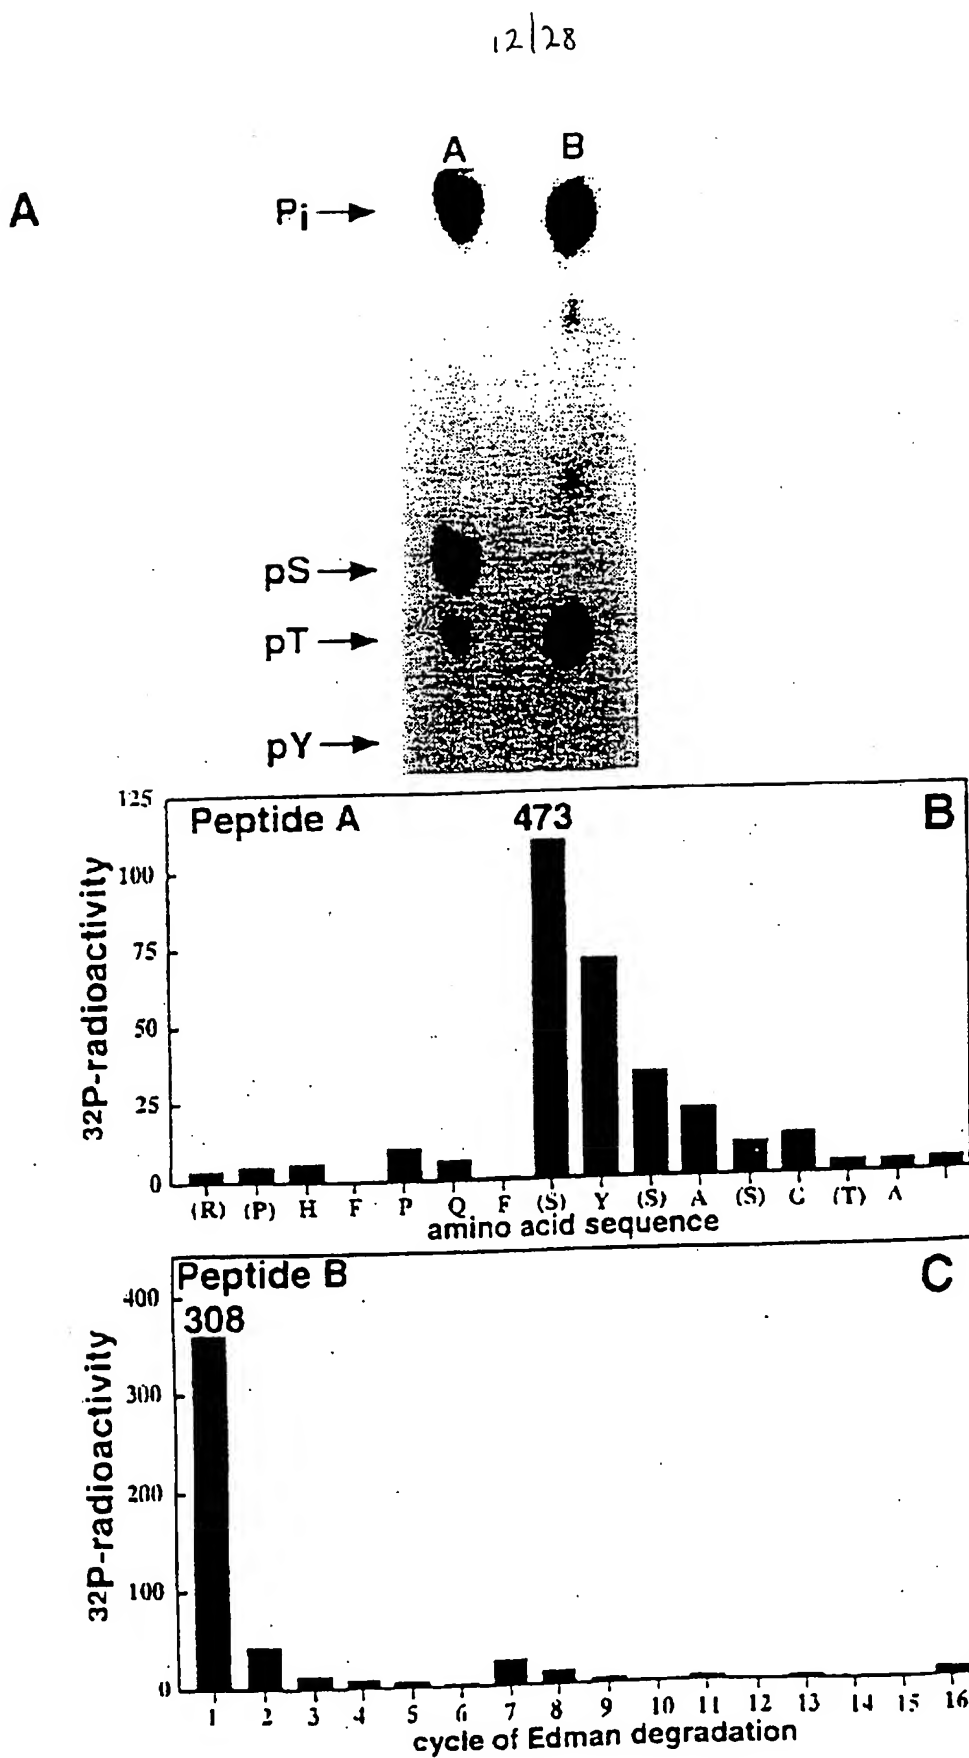 12/28
A B
A
Pi
pS
pT
pY
Peptide A 473 B
125
100
75
50
25
0
32P-radioactivity
(R) (P) H F P Q F (S) Y (S) A (S) G (T) A
amino acid sequence
Peptide B C
308
400
300
200
100
0
32P-radioactivity
1 2 3 4 5 6 7 8 9 10 11 12 13 14 15 16
cycle of Edman degradation